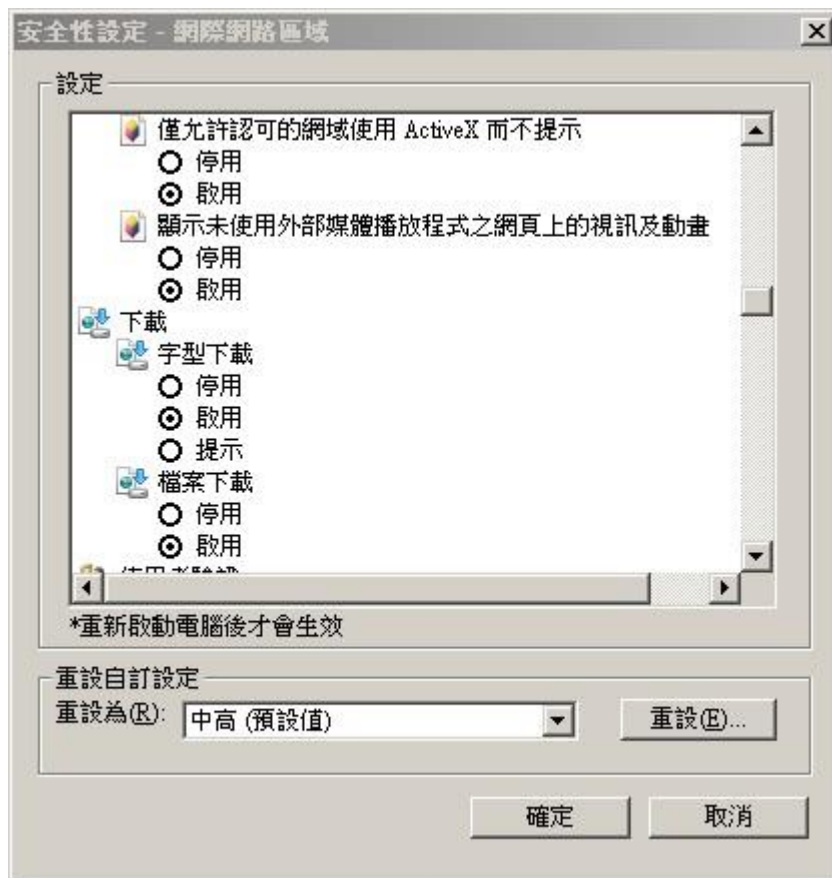 安全性設定 - 網際網路區域
設定
僅允許認可的網域使用 ActiveX 而不提示
停用
啟用
顯示未使用外部媒體播放程式之網頁上的視訊及動畫
停用
啟用
下載
字型下載
停用
啟用
提示
檔案下載
停用
啟用
使用者驗證
*重新啟動電腦後才會生效
重設自訂設定
重設為(R): 中高 (預設值) 重設(E)...
確定 取消